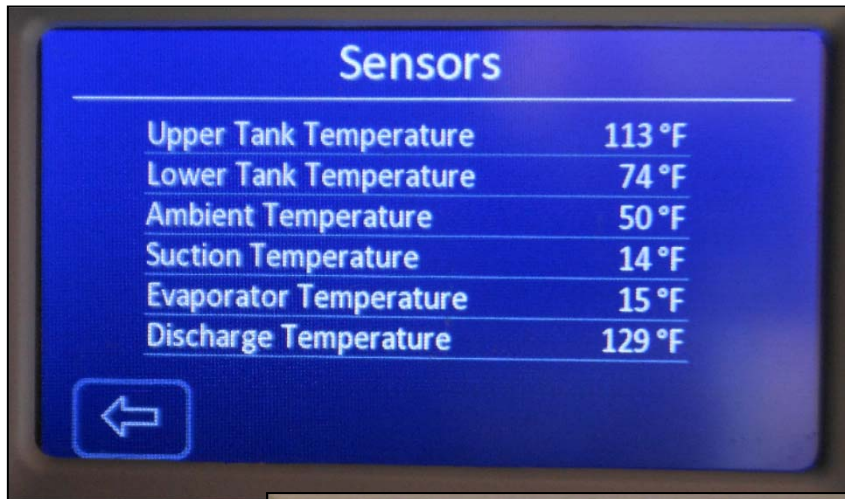 Sensors
Upper Tank Temperature 113 °F
Lower Tank Temperature 74 °F
Ambient Temperature 50 °F
Suction Temperature 14 °F
Evaporator Temperature 15 °F
Discharge Temperature 129 °F